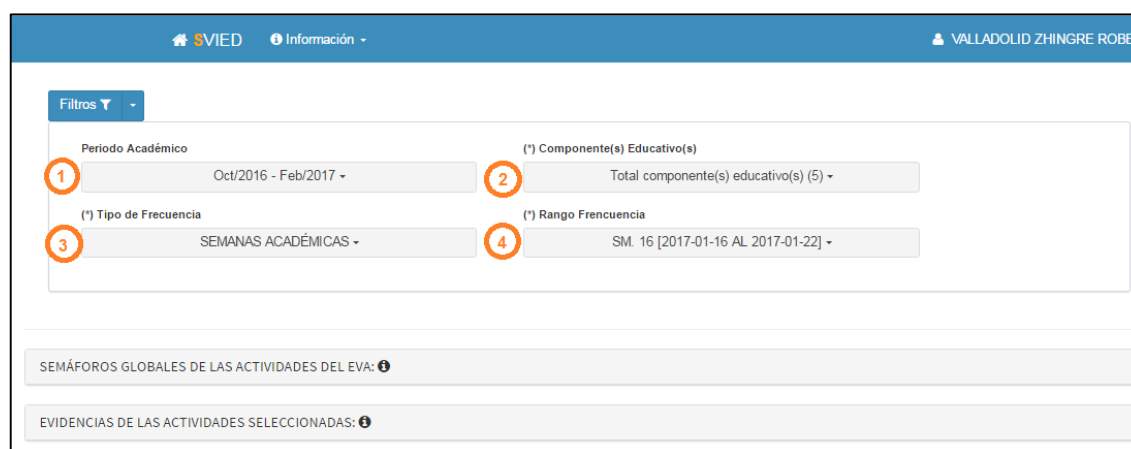 SVIED Información VALLADOLID ZHINGRE ROBE
Filtros
Periodo Académico (*) Componente(s) Educativo(s)
1 Oct/2016 - Feb/2017 2 Total componente(s) educativo(s) (5)
(*) Tipo de Frecuencia (*) Rango Frencuencia
3 SEMANAS ACADÉMICAS 4 SM. 16 [2017-01-16 AL 2017-01-22]
SEMÁFOROS GLOBALES DE LAS ACTIVIDADES DEL EVA:
EVIDENCIAS DE LAS ACTIVIDADES SELECCIONADAS: